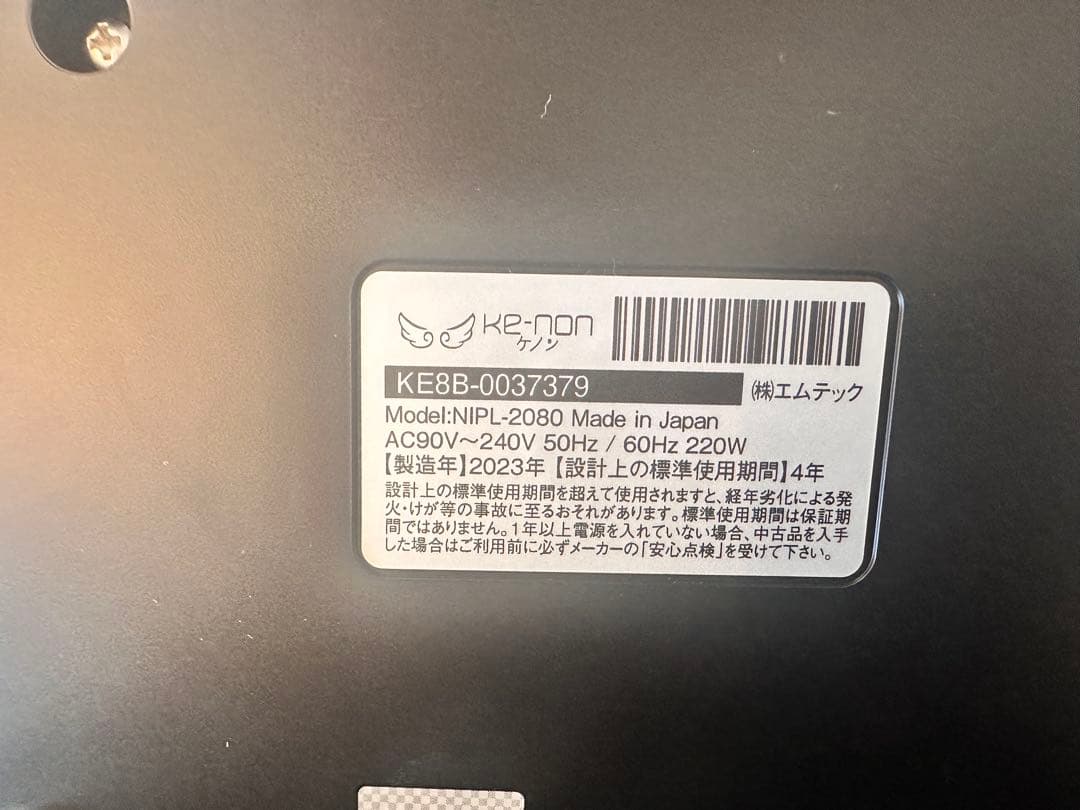 ke-non
ケノン
KE8B-0037379
㈱エムテック
Model:NIPL-2080 Made in Japan
AC90V～240V 50Hz / 60Hz 220W
【製造年】2023年【設計上の標準使用期間】4年
設計上の標準使用期間を超えて使用されますと、経年劣化による発
火・けが等の事故に至るおそれがあります。標準使用期間は保証期
間ではありません。1年以上電源を入れていない場合、中古品を入手
した場合はご利用前に必ずメーカーの「安心点検」を受けて下さい。